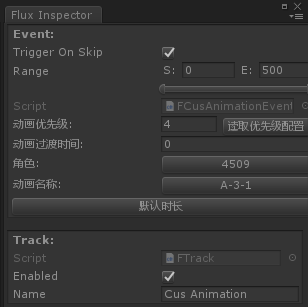 Flux Inspector
Event:
Trigger On Skip
Range S: 0 E: 500
Script FCusAnimationEvent
动画优先级: 4 读取优先级配置
动画过渡时间: 0
角色: 4509
动画名称: A-3-1
默认时长
Track:
Script FTrack
Enabled
Name Cus Animation